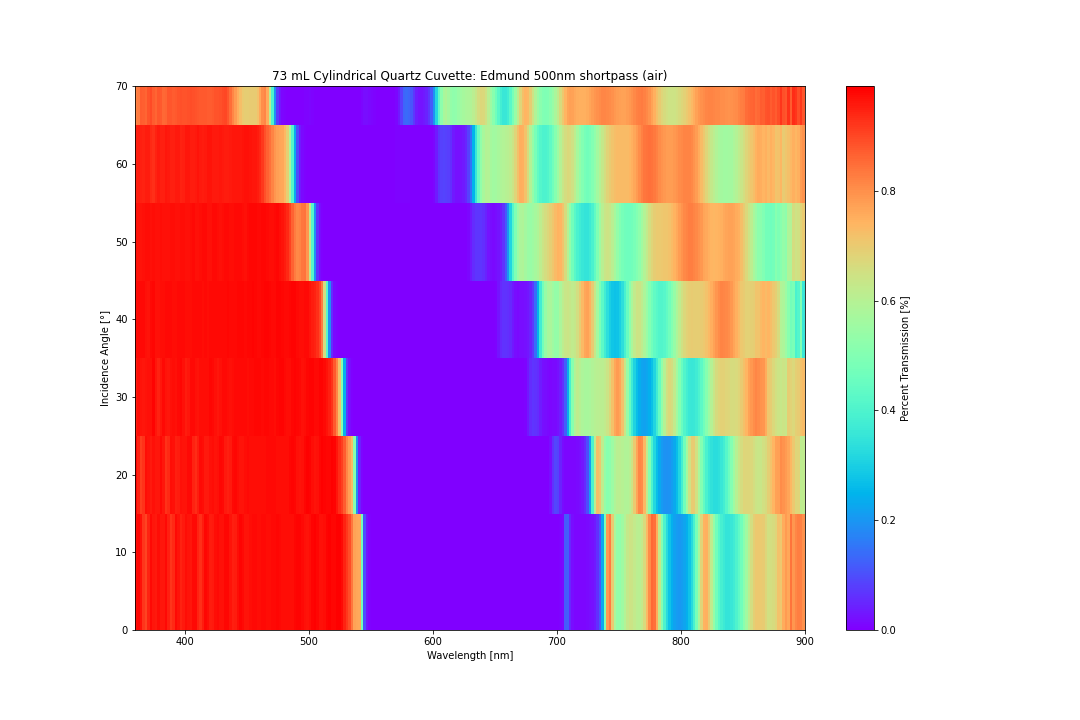 73 mL Cylindrical Quartz Cuvette: Edmund 500nm shortpass (air)
70
60
50
40
30
20
10
0
Incidence Angle [°]
400 500 600 700 800 900
Wavelength [nm]
0.8
0.6
0.4
0.2
0.0
Percent Transmission [%]